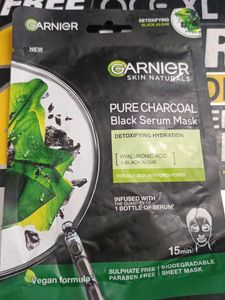 DETOXIFYING
BLACK ALGAE
NEW
GARNIER
SKIN NATURALS
PURE CHARCOAL
Black Serum Mask
DETOXIFYING HYDRATION
[ HYALURONIC ACID
+ BLACK ALGAE ]
FOR OILY SKIN WITH OPEN PORES
INFUSED WITH
THE QUANTITY OF
1 BOTTLE OF SERUM*
15min
Vegan formula
SULPHATE FREE
PARABEN FREE
BIODEGRADABLE
SHEET MASK